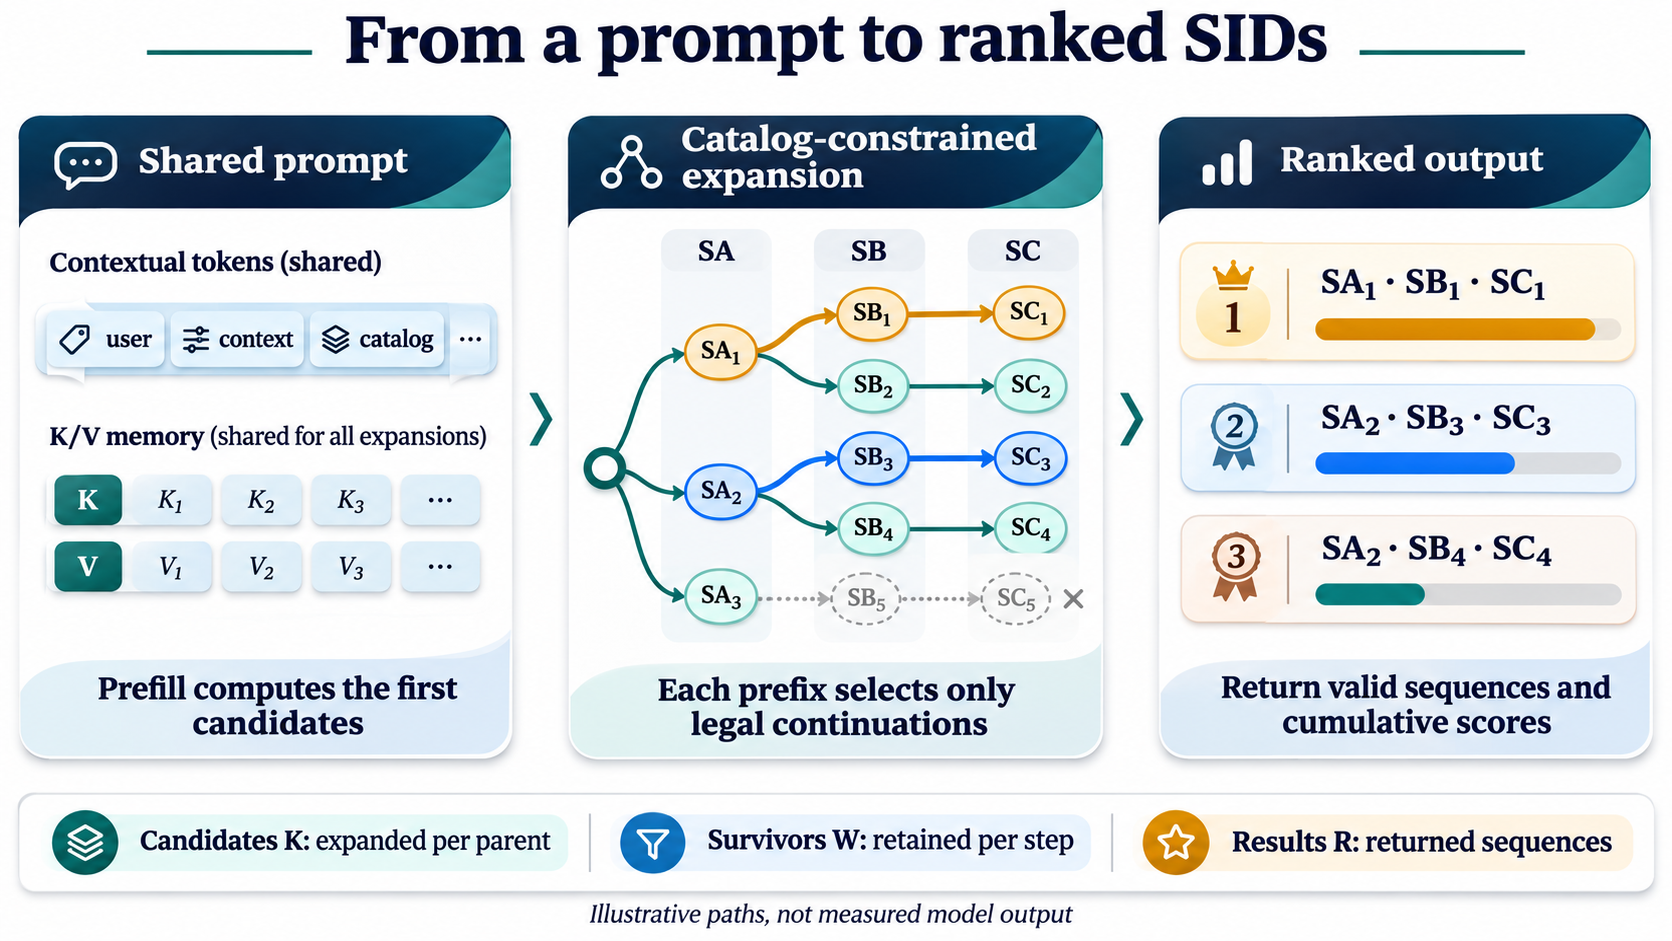 From a prompt to ranked SIDs
Shared prompt
Contextual tokens (shared)
user
context
catalog
...
K/V memory (shared for all expansions)
K K₁ K₂ K₃ ...
V V₁ V₂ V₃ ...
Prefill computes the first
candidates
Catalog-constrained
expansion
SA SB SC
SA₁ SB₁ SC₁
SB₂ SC₂
SA₂ SB₃ SC₃
SB₄ SC₄
SA₃ SB₅ SC₅ ×
Each prefix selects only
legal continuations
Ranked output
1 SA₁ · SB₁ · SC₁
2 SA₂ · SB₃ · SC₃
3 SA₂ · SB₄ · SC₄
Return valid sequences and
cumulative scores
Candidates K: expanded per parent
Survivors W: retained per step
Results R: returned sequences
Illustrative paths, not measured model output